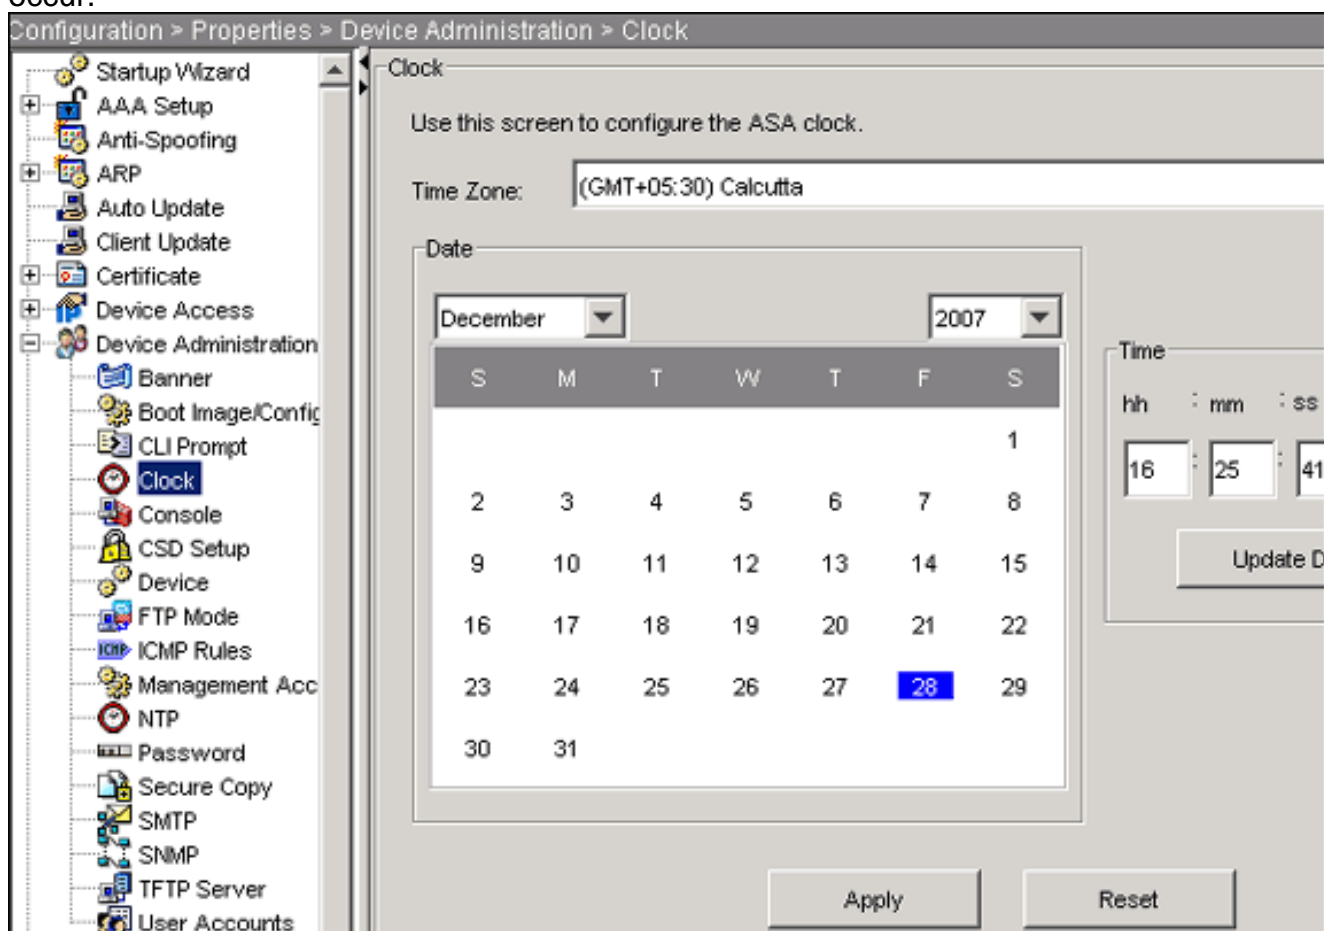 occur.
Configuration > Properties > Device Administration > Clock
Startup Wizard
AAA Setup
Anti-Spoofing
ARP
Auto Update
Client Update
Certificate
Device Access
Device Administration
Banner
Boot Image/Config
CLI Prompt
Clock
Console
CSD Setup
Device
FTP Mode
ICMP ICMP Rules
Management Acc
NTP
Password
Secure Copy
SMTP
SNMP
TFTP Server
User Accounts
Clock
Use this screen to configure the ASA clock.
Time Zone: (GMT+05:30) Calcutta
Date
December 2007
S M T W T F S
1
2 3 4 5 6 7 8
9 10 11 12 13 14 15
16 17 18 19 20 21 22
23 24 25 26 27 28 29
30 31
Time
hh : mm : ss
16 : 25 : 41
Update D
Apply Reset